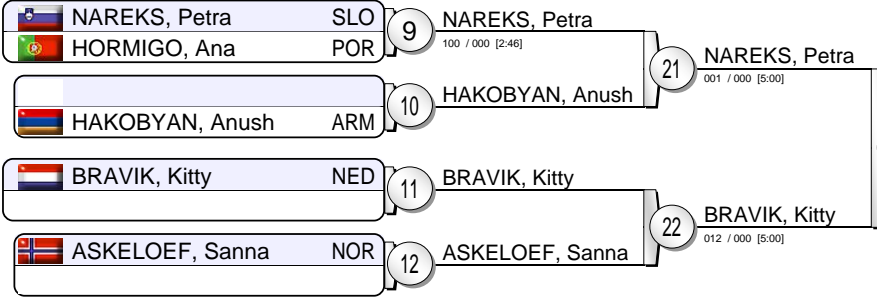 NAREKS, Petra SLO
HORMIGO, Ana POR
9
NAREKS, Petra
100 / 000 [2:46]
HAKOBYAN, Anush ARM
10
HAKOBYAN, Anush
21
NAREKS, Petra
001 / 000 [5:00]
BRAVIK, Kitty NED
11
BRAVIK, Kitty
ASKELOEF, Sanna NOR
12
ASKELOEF, Sanna
22
BRAVIK, Kitty
012 / 000 [5:00]